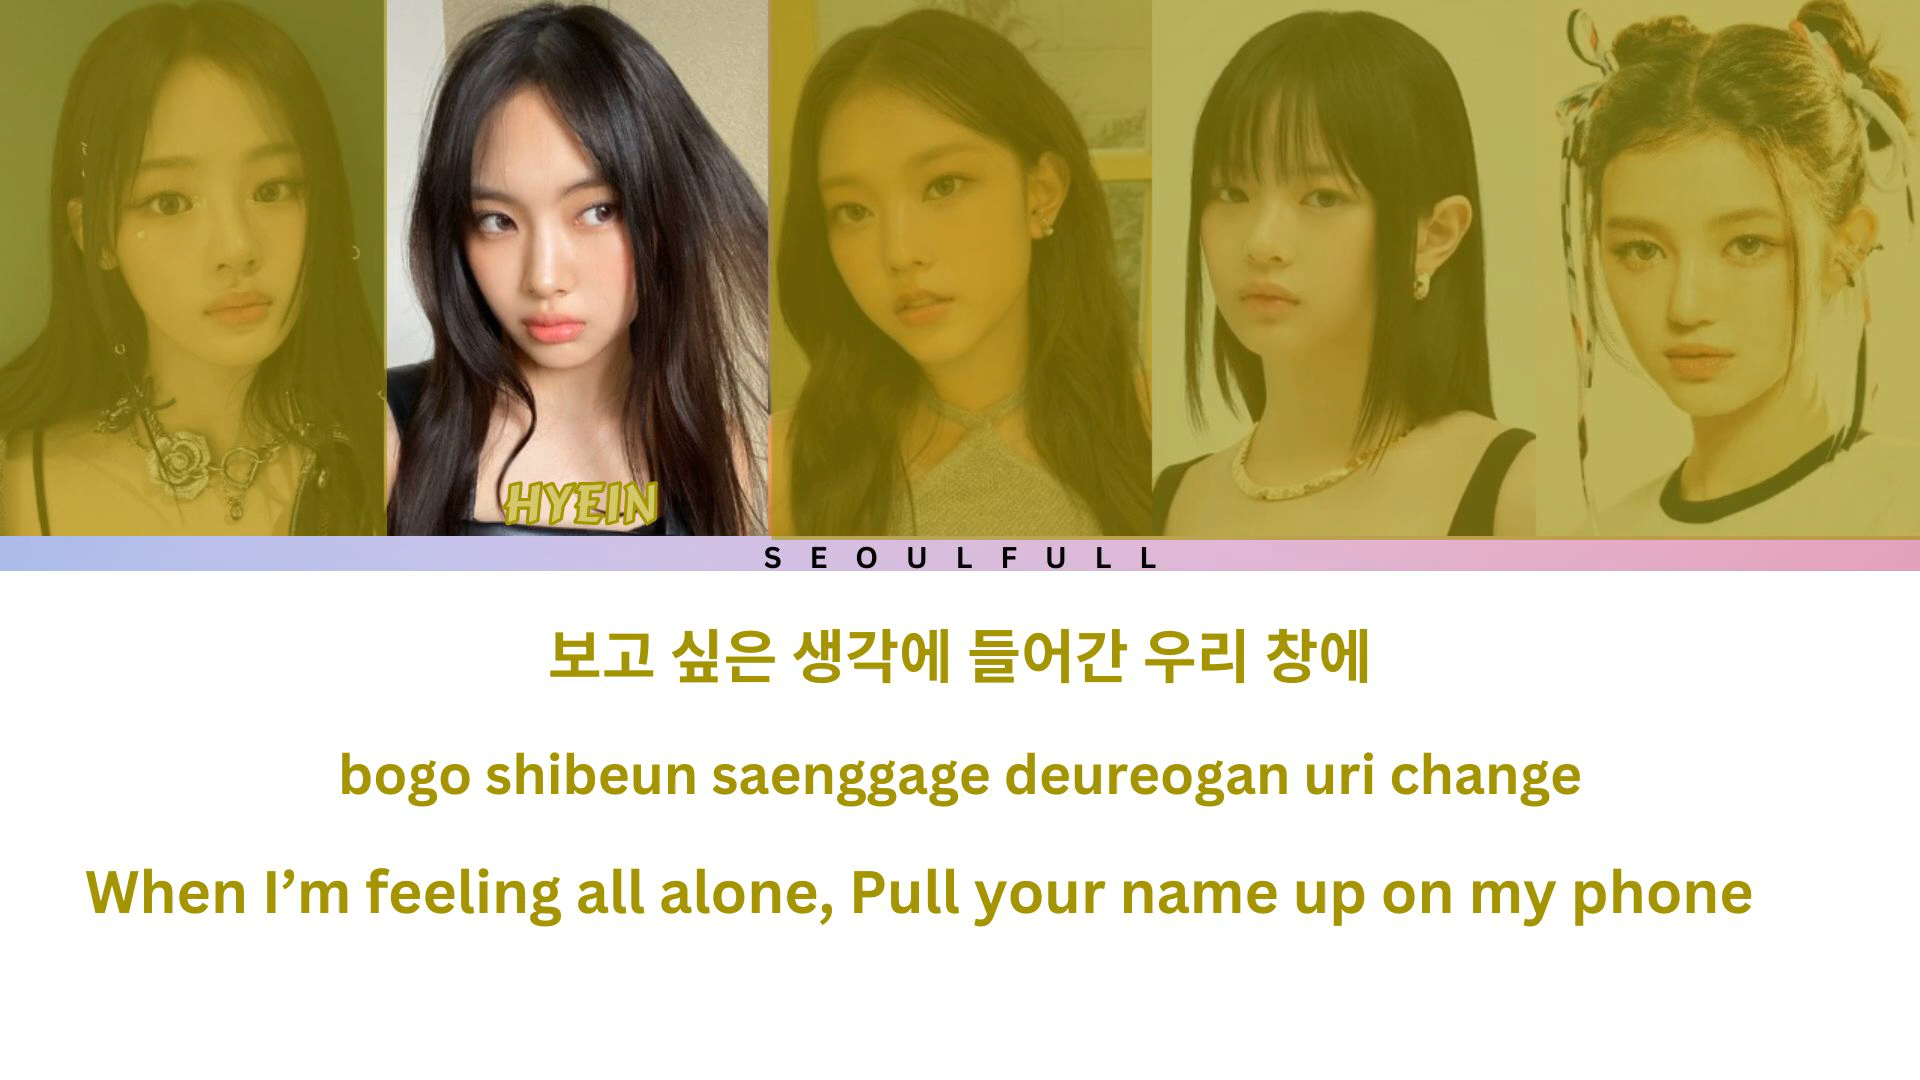 HYEIN
SEOULFULL
보고 싶은 생각에 들어간 우리 창에
bogo shibeun saenggage deureogan uri change
When I’m feeling all alone, Pull your name up on my phone